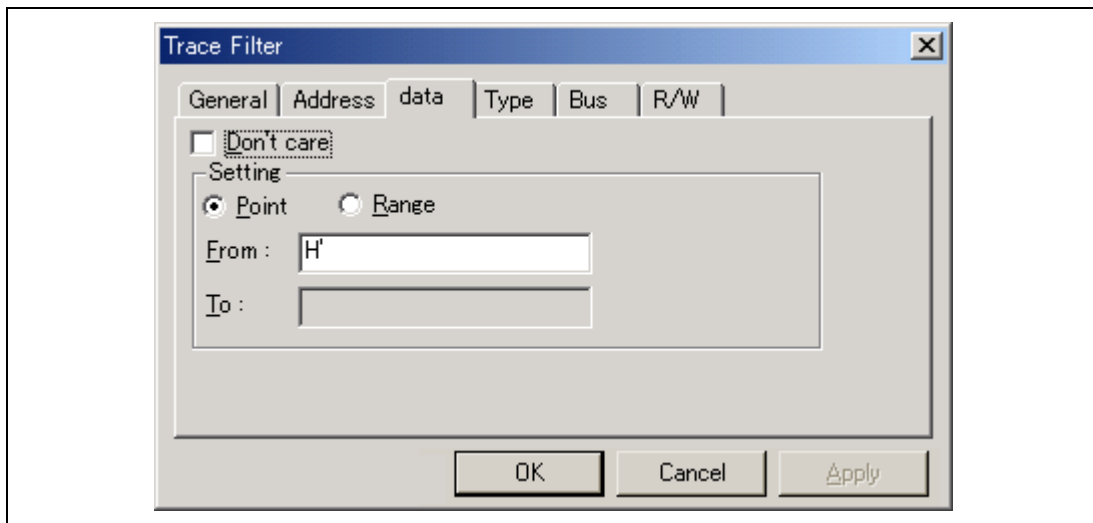 Trace Filter
General Address data Type Bus R/W
Don't care
Setting
Point Range
From : H'
To :
OK Cancel Apply